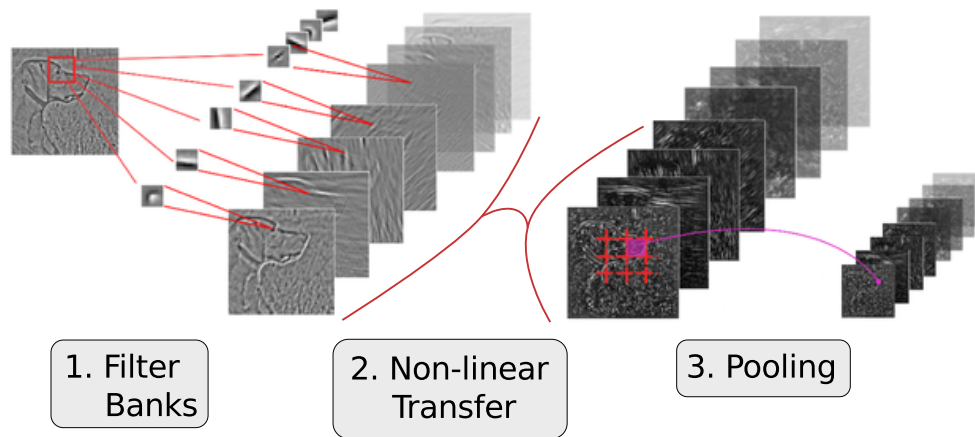 1. Filter
Banks
2. Non-linear
Transfer
3. Pooling